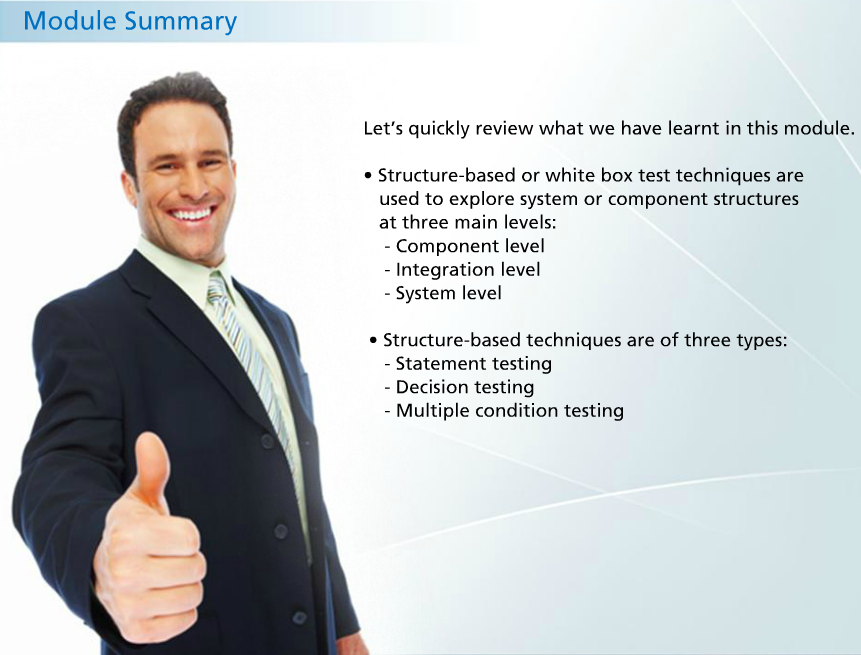 Module Summary
Let's quickly review what we have learnt in this module.
• Structure-based or white box test techniques are
used to explore system or component structures
at three main levels:
- Component level
- Integration level
- System level
• Structure-based techniques are of three types:
- Statement testing
- Decision testing
- Multiple condition testing